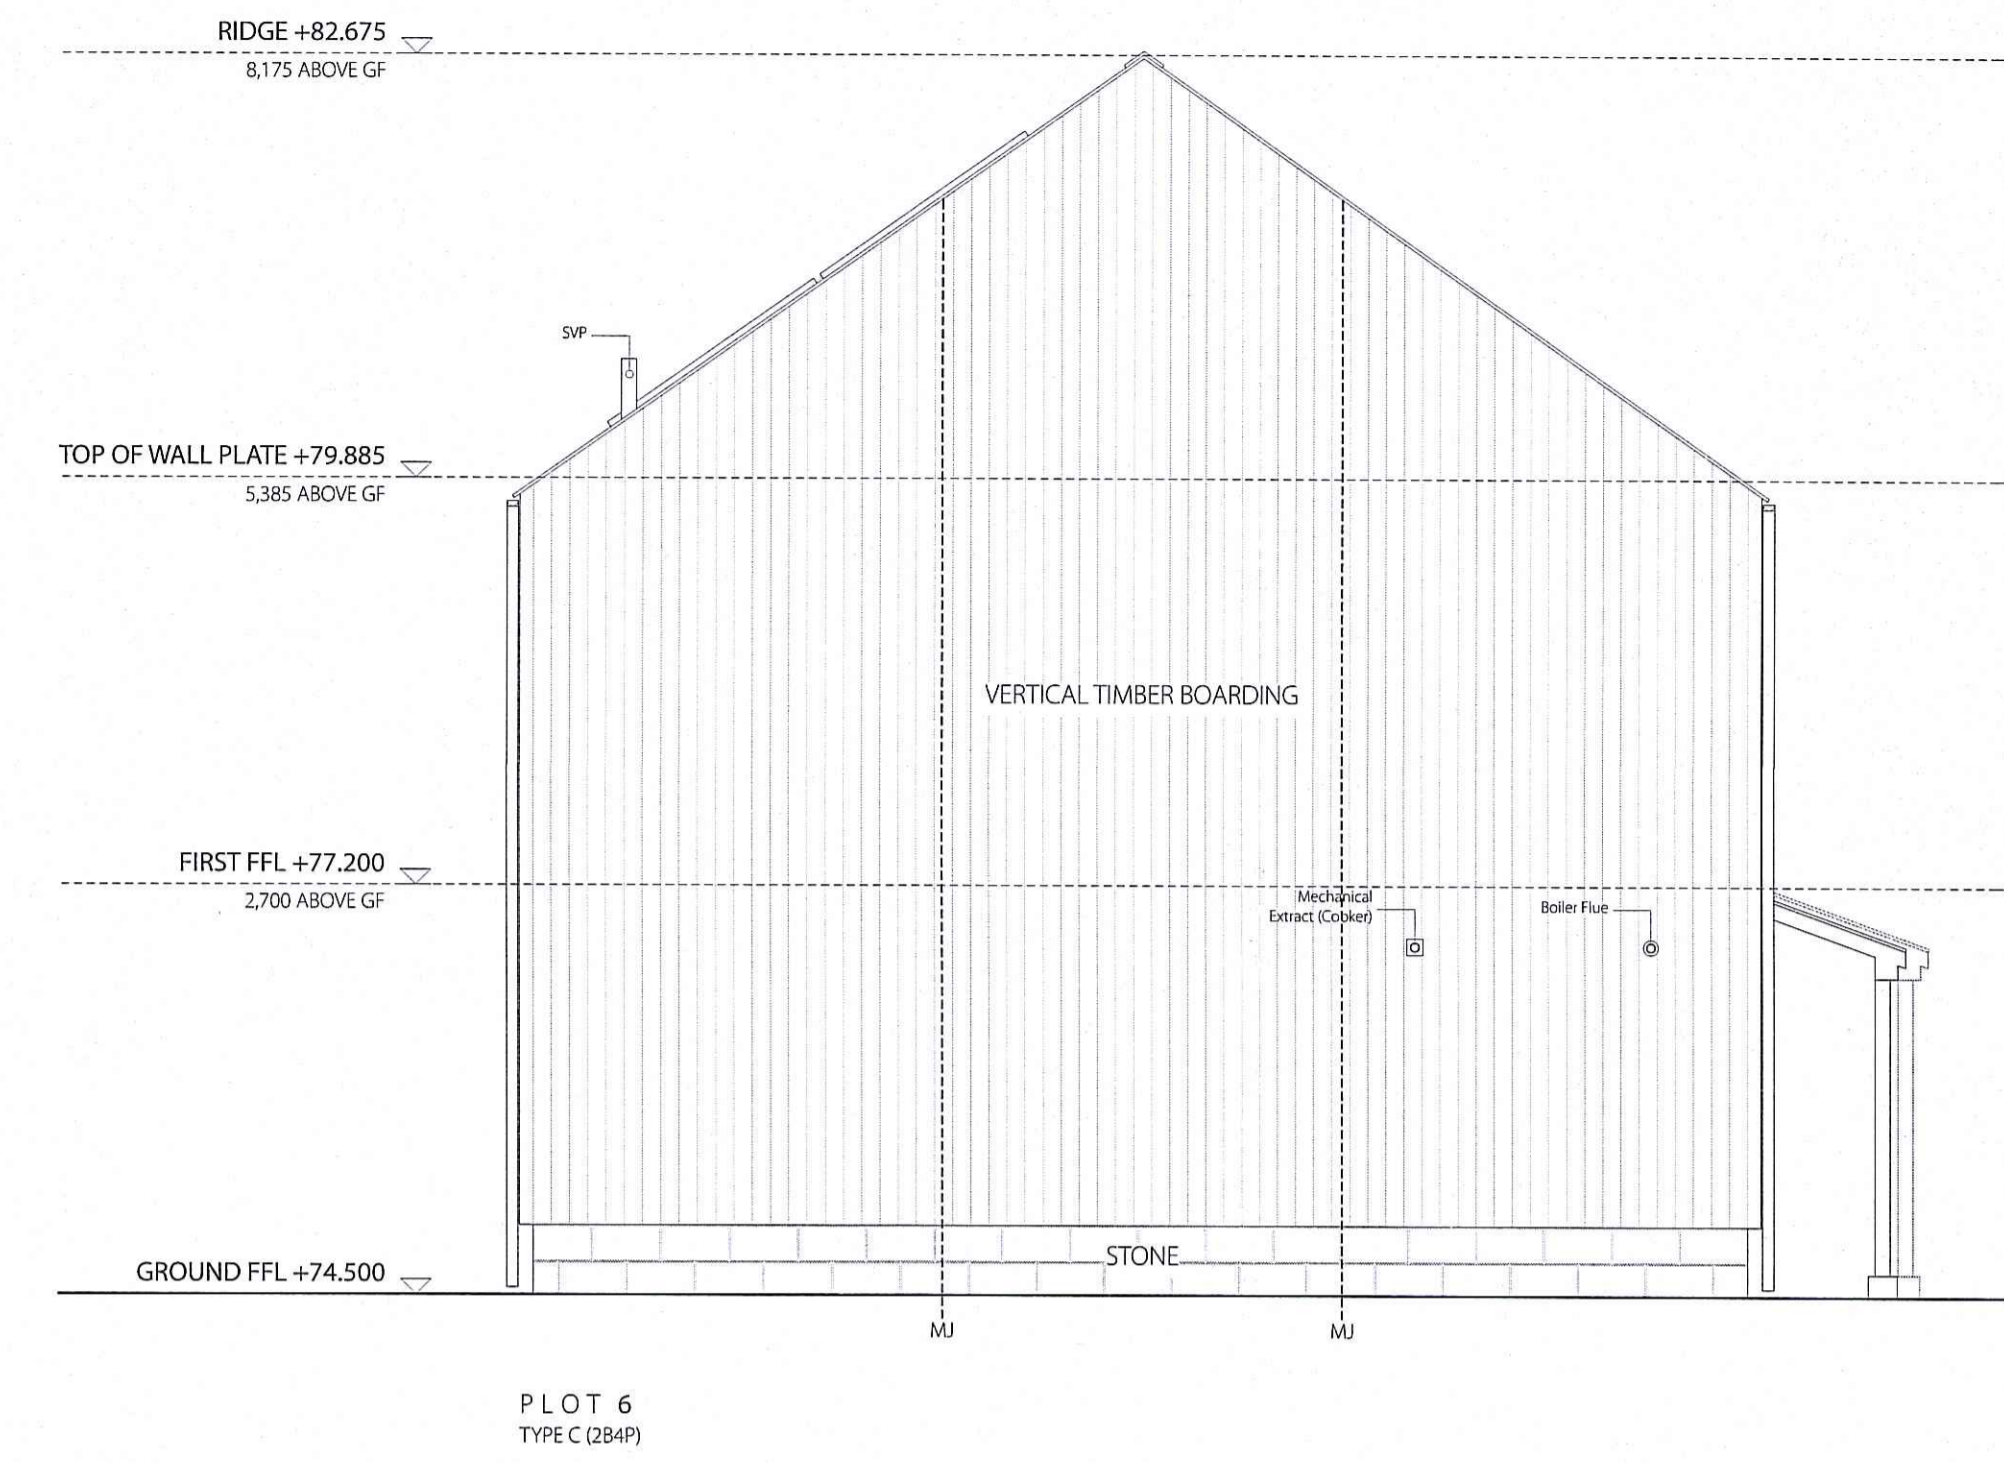 RIDGE +82.675
8,175 ABOVE GF
SVP
TOP OF WALL PLATE +79.885
5,385 ABOVE GF
VERTICAL TIMBER BOARDING
FIRST FFL +77.200
2,700 ABOVE GF
Mechanical
Extract (Cooker)
Boiler Flue
STONE
GROUND FFL +74.500
MJ
MJ
PLOT 6
TYPE C (2B4P)